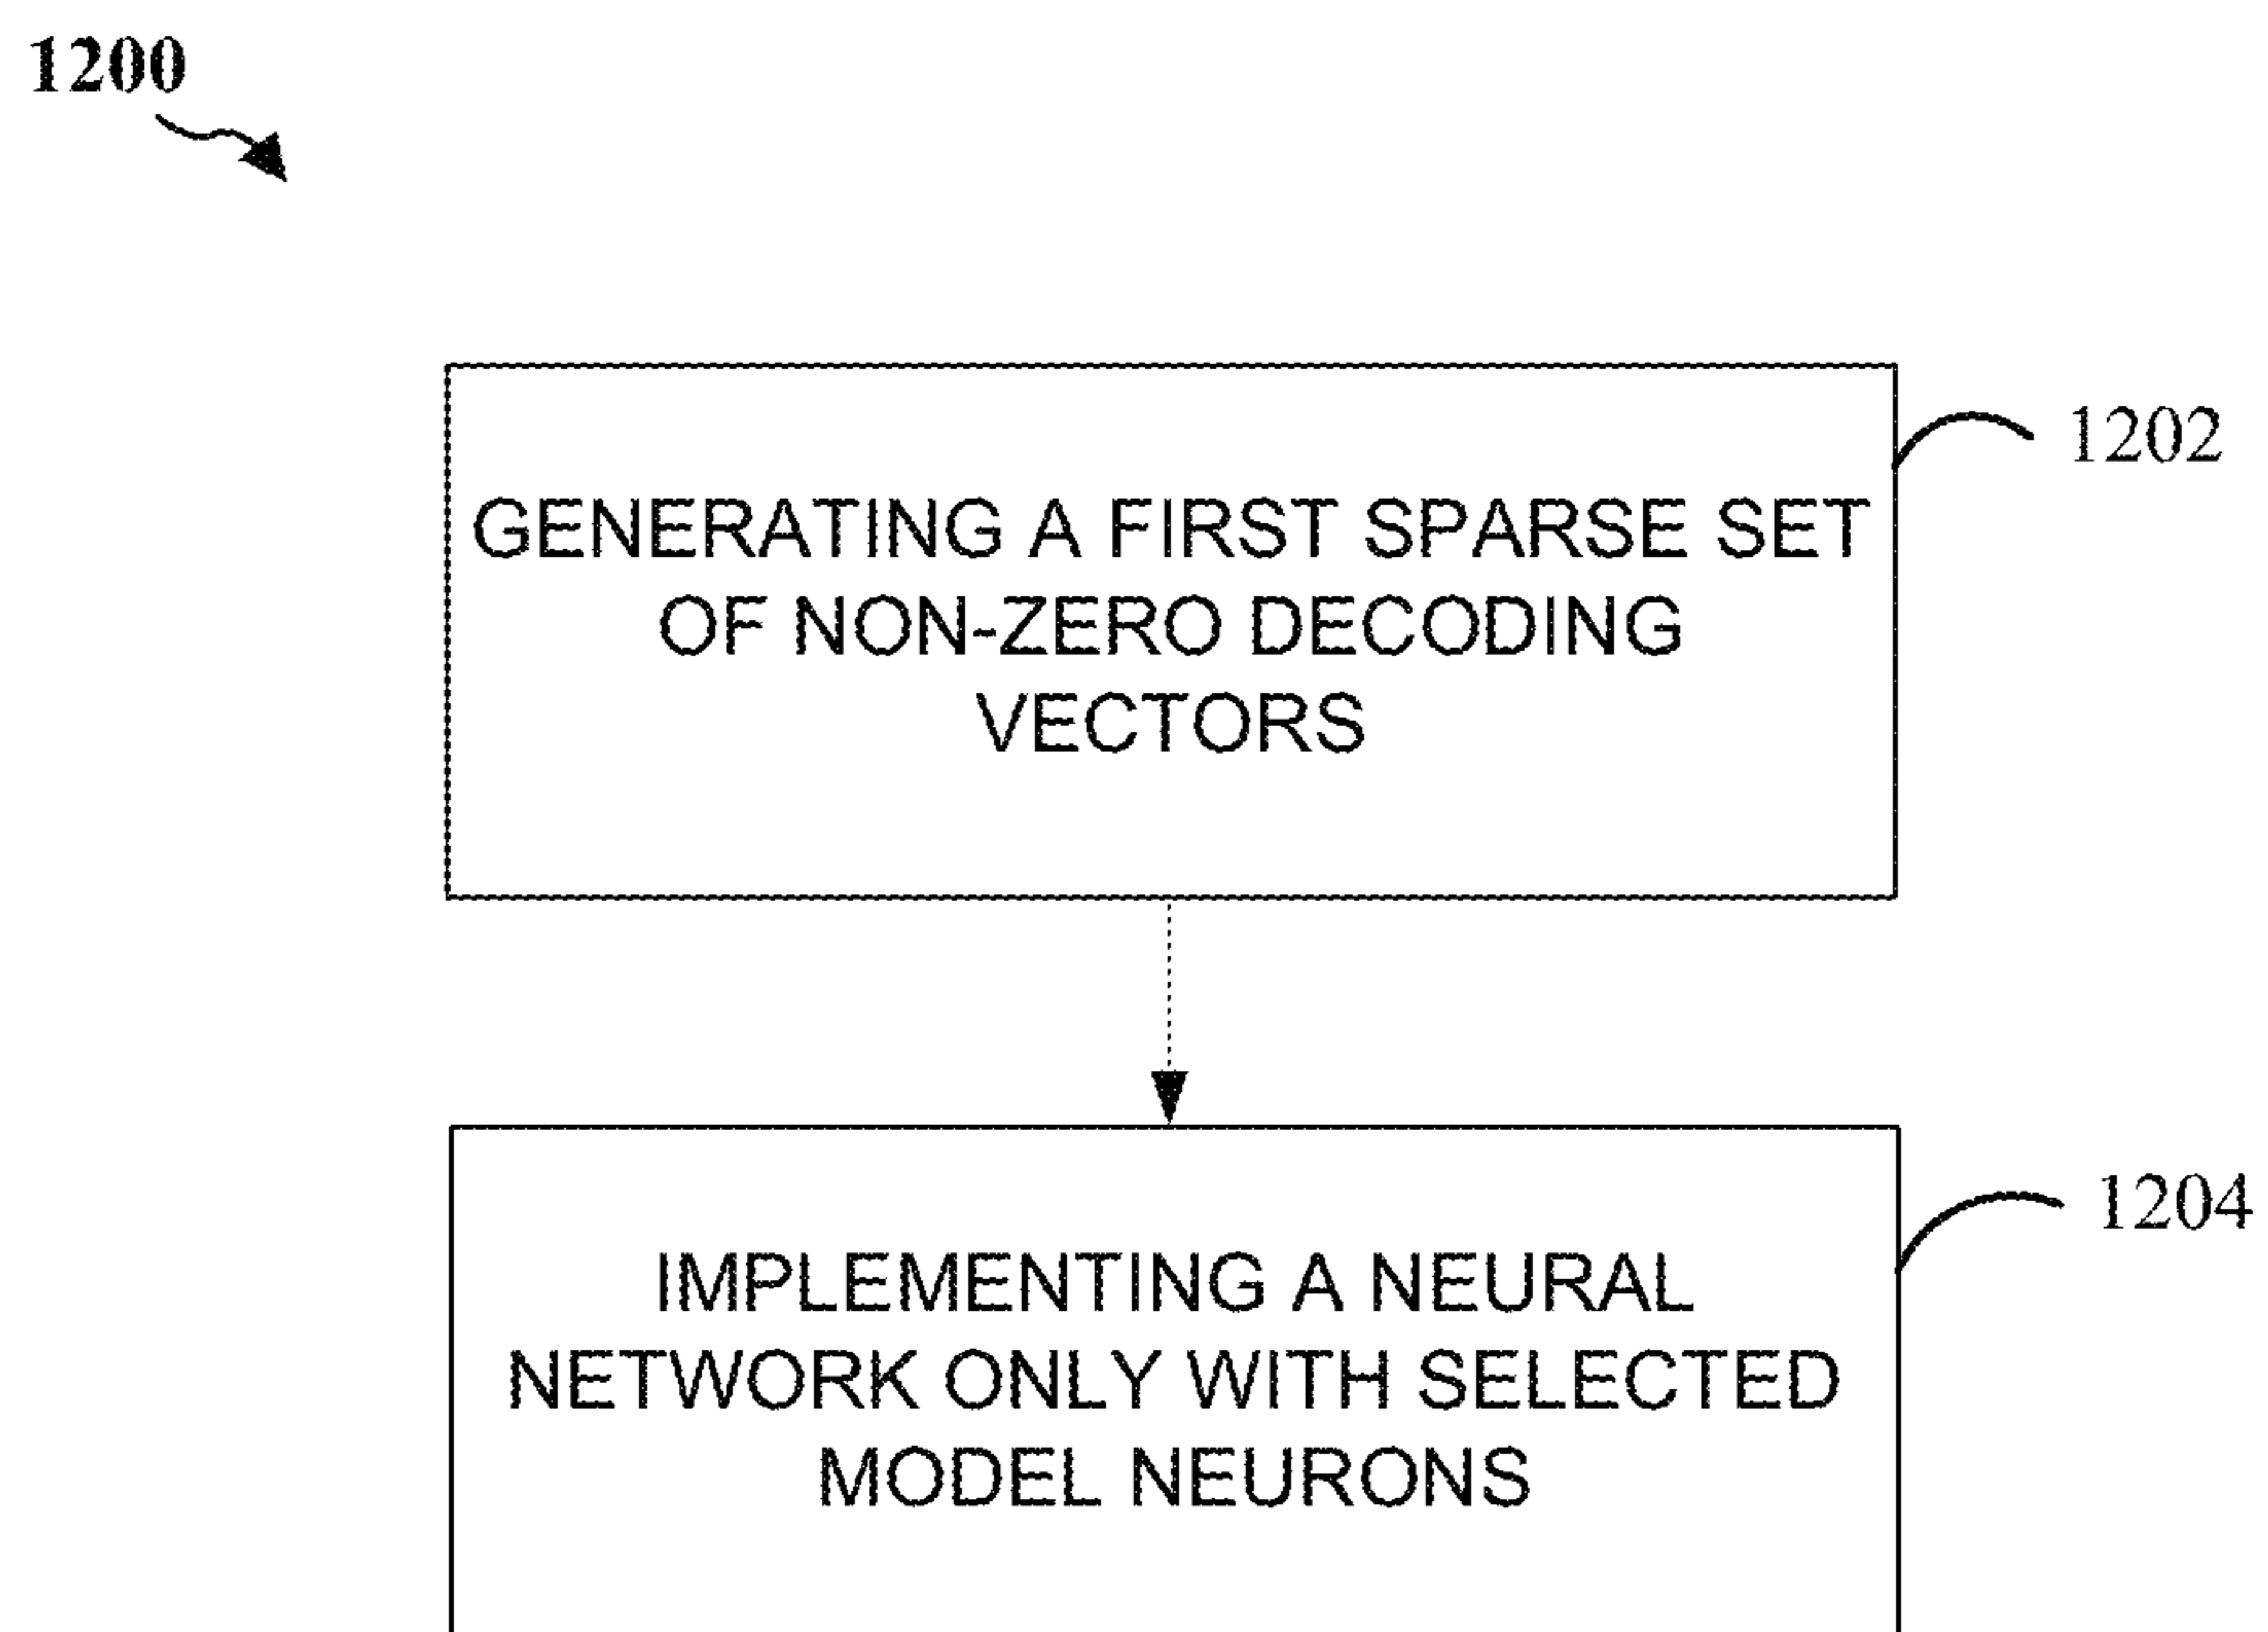 1200
1202
GENERATING A FIRST SPARSE SET
OF NON-ZERO DECODING
VECTORS
1204
IMPLEMENTING A NEURAL
NETWORK ONLY WITH SELECTED
MODEL NEURONS